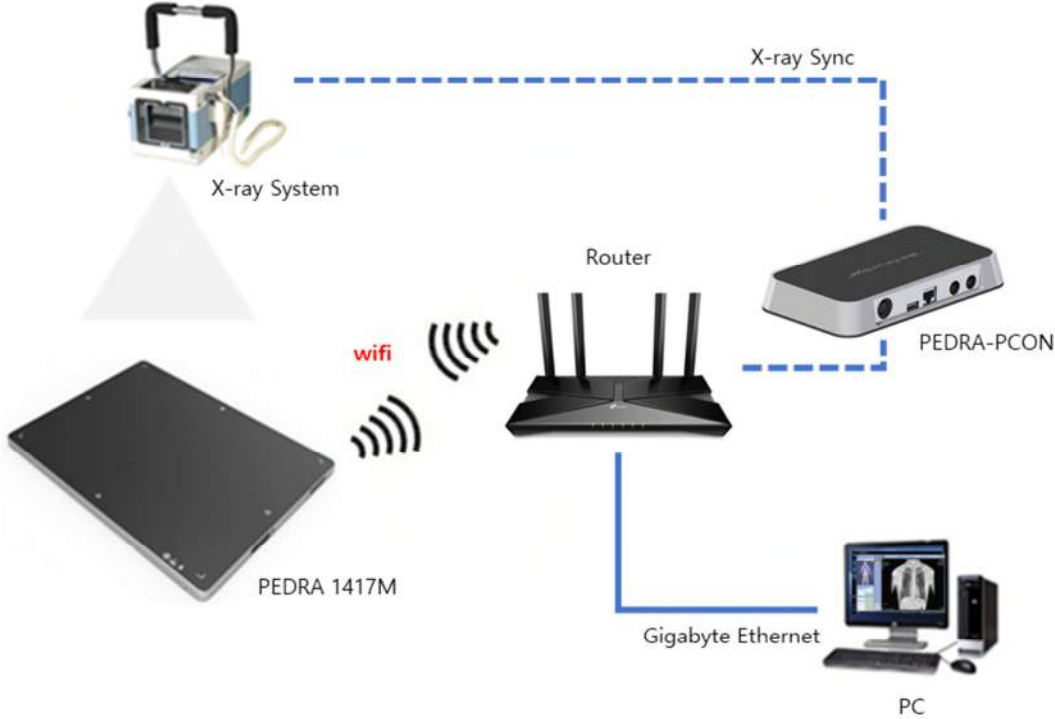 X-ray Sync
X-ray System
Router
PEDRA-PCON
wifi
PEDRA 1417M
Gigabyte Ethernet
PC